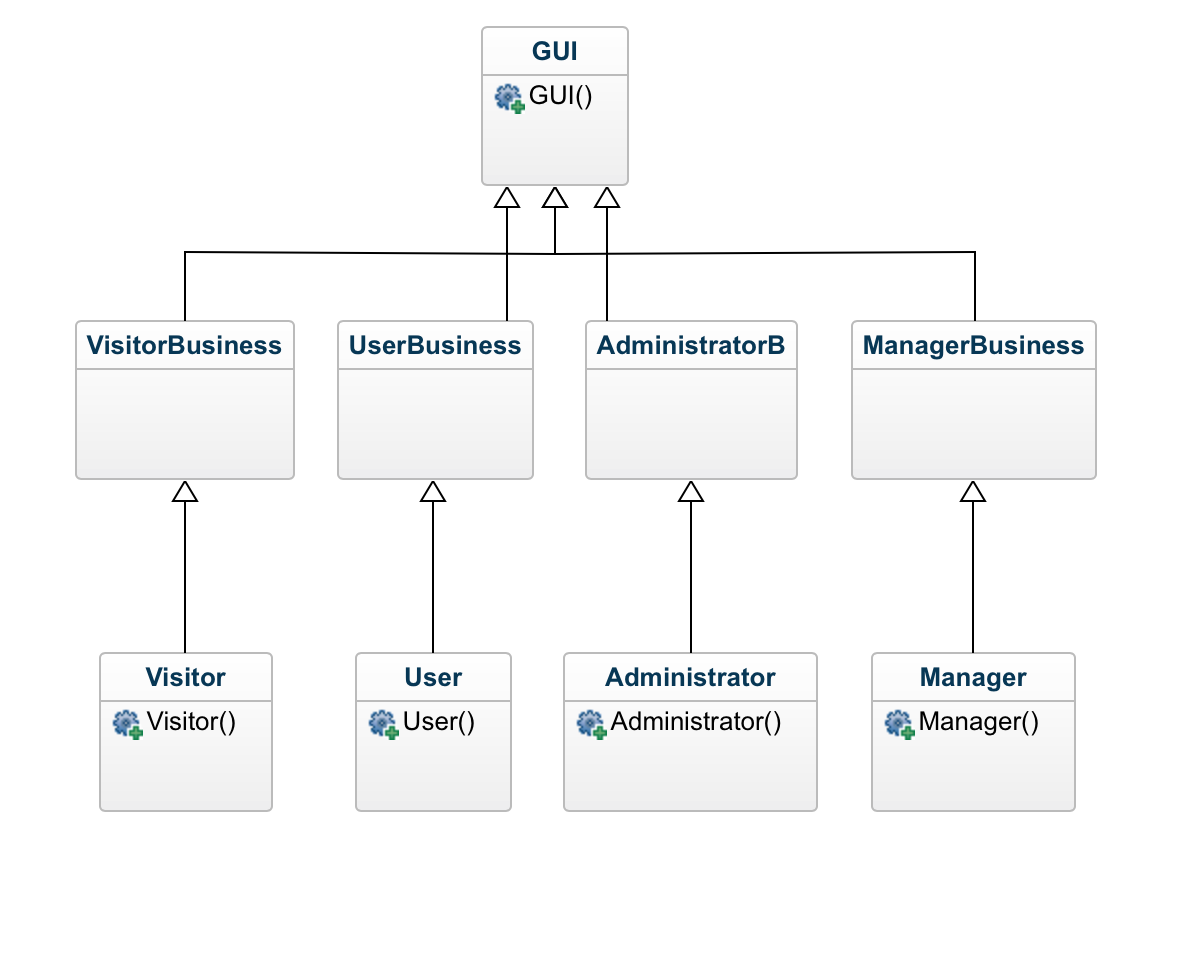 GUI
GUI()
VisitorBusiness
UserBusiness
AdministratorB
ManagerBusiness
Visitor
Visitor()
User
User()
Administrator
Administrator()
Manager
Manager()